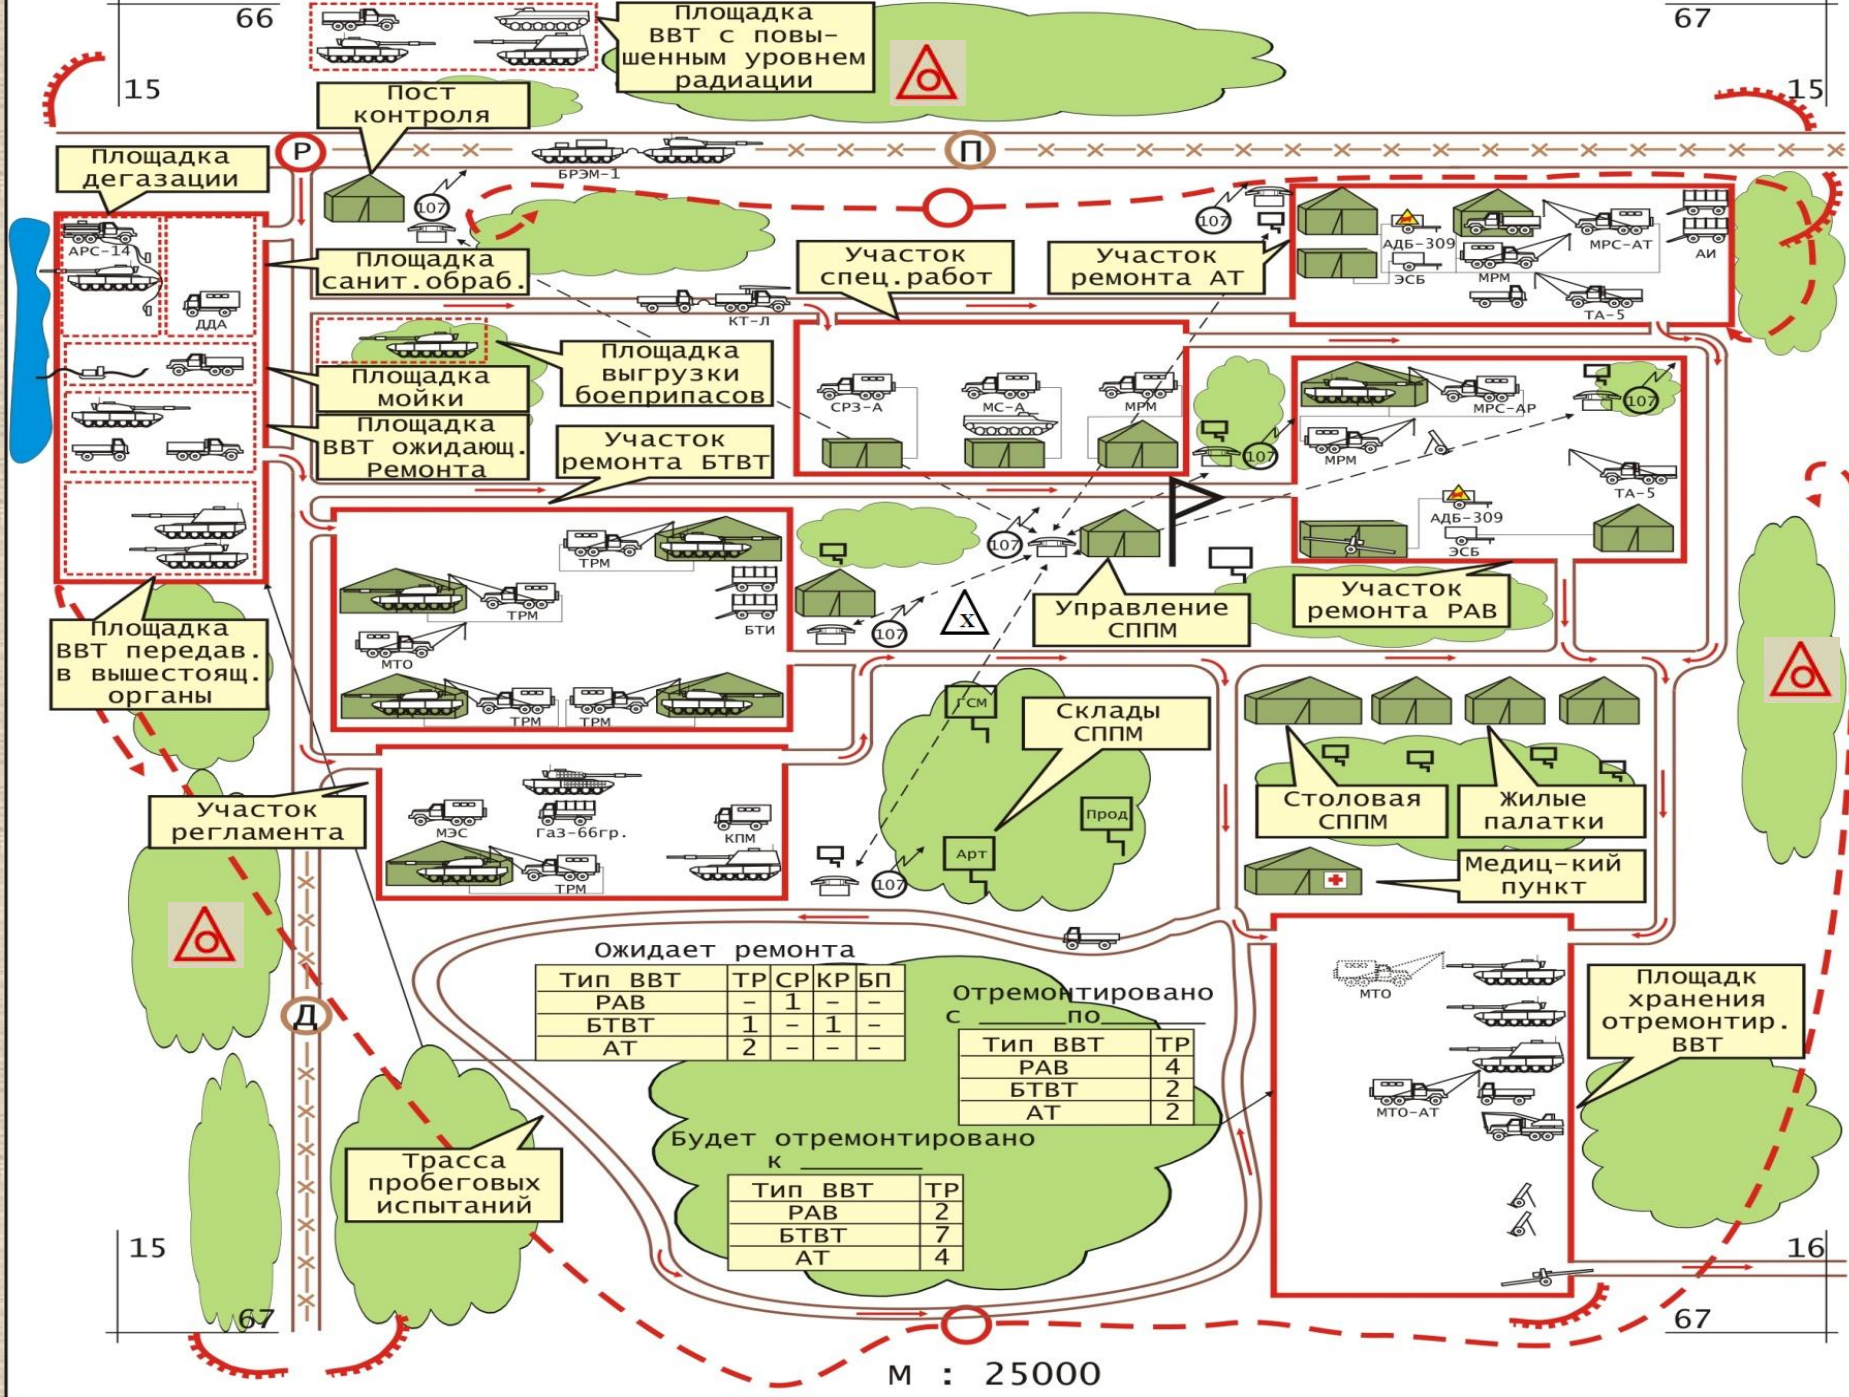 66
67
15
15
Площадка
ВВТ с повы-
шенным уровнем
радиации
Пост
контроля
Р
П
БРЭМ-1
Площадка
дегазации
107
107
АРС-14
ДДА
Площадка
санит.обраб.
Участок
спец.работ
Участок
ремонта АТ
АДБ-309
ЭСБ
МРМ
МРС-АТ
АИ
ТА-5
КТ-Л
Площадка
выгрузки
боеприпасов
Площадка
мойки
Площадка
ВВТ ожидающ.
Ремонта
Участок
ремонта БТВТ
СРЗ-А
МС-А
МРМ
107
МРС-АР
107
МРМ
ТА-5
АДБ-309
ЭСБ
ТРМ
ТРМ
БТИ
МТО
ТРМ
ТРМ
107
107
х
Управление
СППМ
Участок
ремонта РАВ
Площадка
ВВТ передав.
в вышестоящ.
органы
ГСМ
Склады
СППМ
Прод
Арт
Участок
регламента
МЭС
Газ-66гр.
КПМ
ТРМ
107
Столовая
СППМ
Жилые
палатки
Медиц-кий
пункт
Д
Ожидает ремонта
Тип ВВТ ТР СР КР БП
РАВ – 1 – –
БТВТ 1 – 1 –
АТ 2 – – –
Отремонтировано
с ______по_______
Тип ВВТ ТР
РАВ 4
БТВТ 2
АТ 2
Будет отремонтировано
к ________
Тип ВВТ ТР
РАВ 2
БТВТ 7
АТ 4
МТО
МТО-АТ
Площадк
хранения
отремонтир.
ВВТ
Трасса
пробеговых
испытаний
15
67
16
67
М : 25000